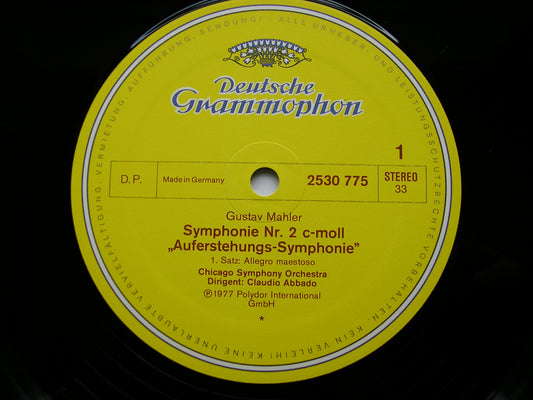 Deutsche
Grammophon
1
D.P.
Made in Germany
2530 775
STEREO
33
Gustav Mahler
Symphonie Nr. 2 c-moll
„Auferstehungs-Symphonie”
1. Satz: Allegro maestoso
Chicago Symphony Orchestra
Dirigent: Claudio Abbado
Ⓟ 1977 Polydor International
GmbH
*
ALLE URHEBER- UND LEISTUNGSSCHUTZRECHTE VORBEHALTEN. KEIN VERLEIH! KEINE UNERLAUBTE VERVIELFÄLTIGUNG, VERMIETUNG, AUFFÜHRUNG, SENDUNG!